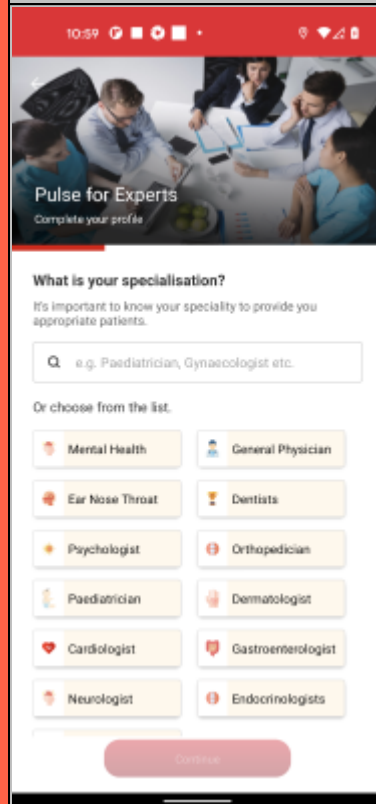 10:59
Pulse for Experts
Complete your profile
What is your specialisation?
It's important to know your speciality to provide you
appropriate patients.
e.g. Paediatrician, Gynaecologist etc.
Or choose from the list.
Mental Health
General Physician
Ear Nose Throat
Dentists
Psychologist
Orthopedician
Paediatrician
Dermatologist
Cardiologist
Gastroenterologist
Neurologist
Endocrinologists
Continue